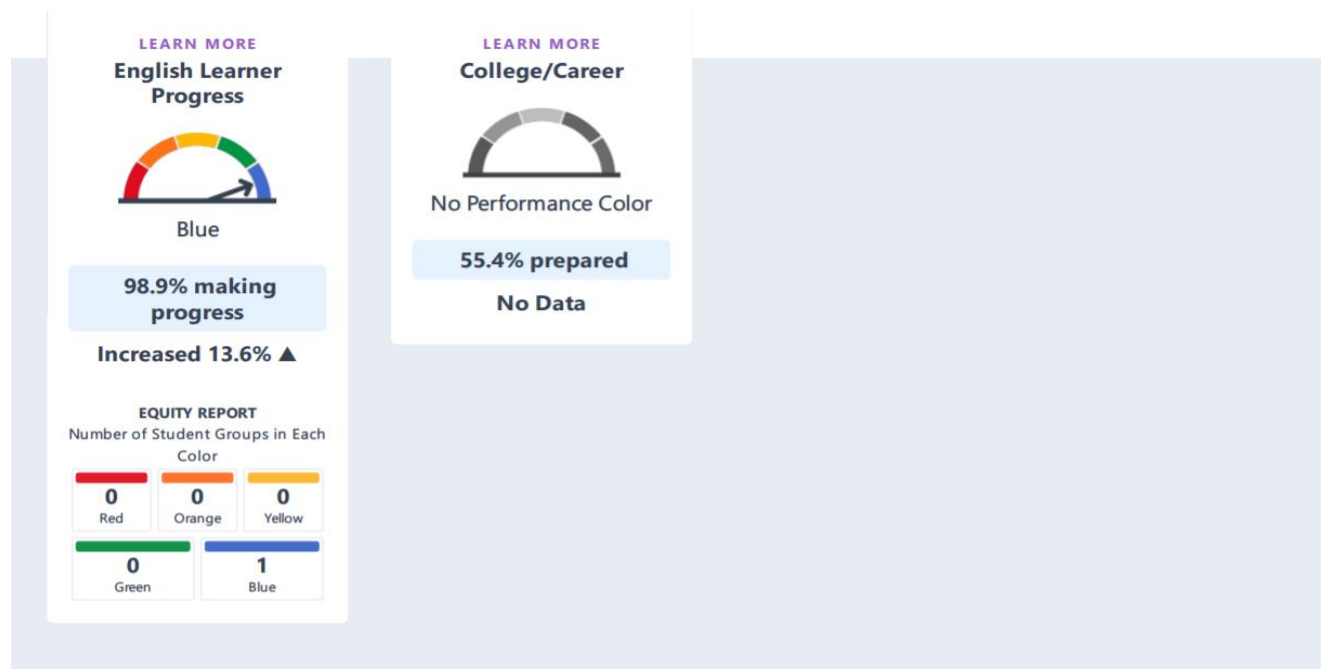 LEARN MORE
English Learner
Progress
Blue
98.9% making
progress
Increased 13.6% ▲
EQUITY REPORT
Number of Student Groups in Each
Color
0
Red
0
Orange
0
Yellow
0
Green
1
Blue
LEARN MORE
College/Career
No Performance Color
55.4% prepared
No Data